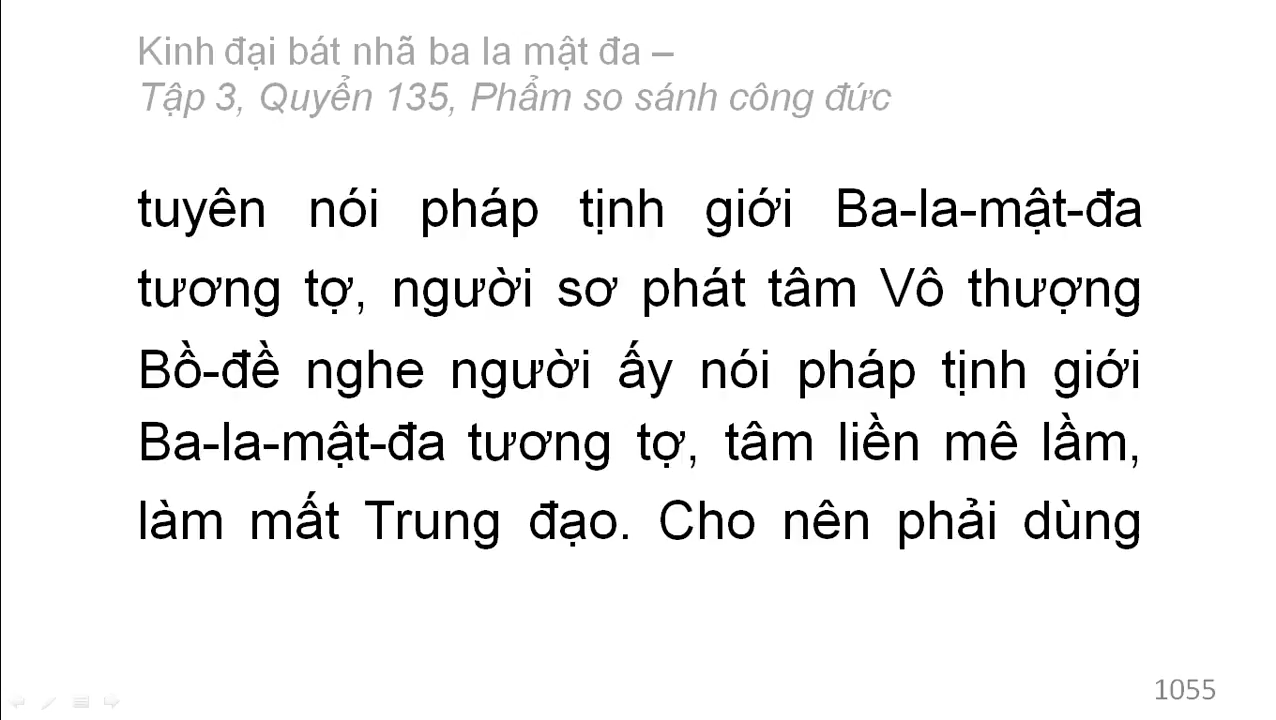 Kinh đại bát nhã ba la mật đa –
Tập 3, Quyển 135, Phẩm so sánh công đức
tuyên nói pháp tịnh giới Ba-la-mật-đa
tương tợ, người sơ phát tâm Vô thượng
Bồ-đề nghe người ấy nói pháp tịnh giới
Ba-la-mật-đa tương tợ, tâm liền mê lầm,
làm mất Trung đạo. Cho nên phải dùng
1055